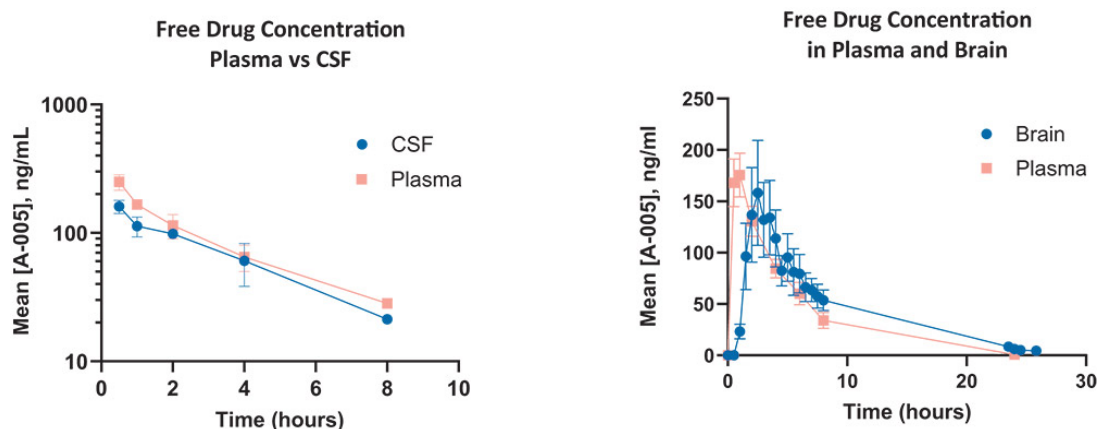 Free Drug Concentration
Plasma vs CSF
1000
100
10
Mean [A-005], ng/mL
CSF
Plasma
0
2
4
6
8
10
Time (hours)
Free Drug Concentration
in Plasma and Brain
250
200
150
100
50
0
Mean [A-005], ng/ml
Brain
Plasma
0
10
20
30
Time (hours)